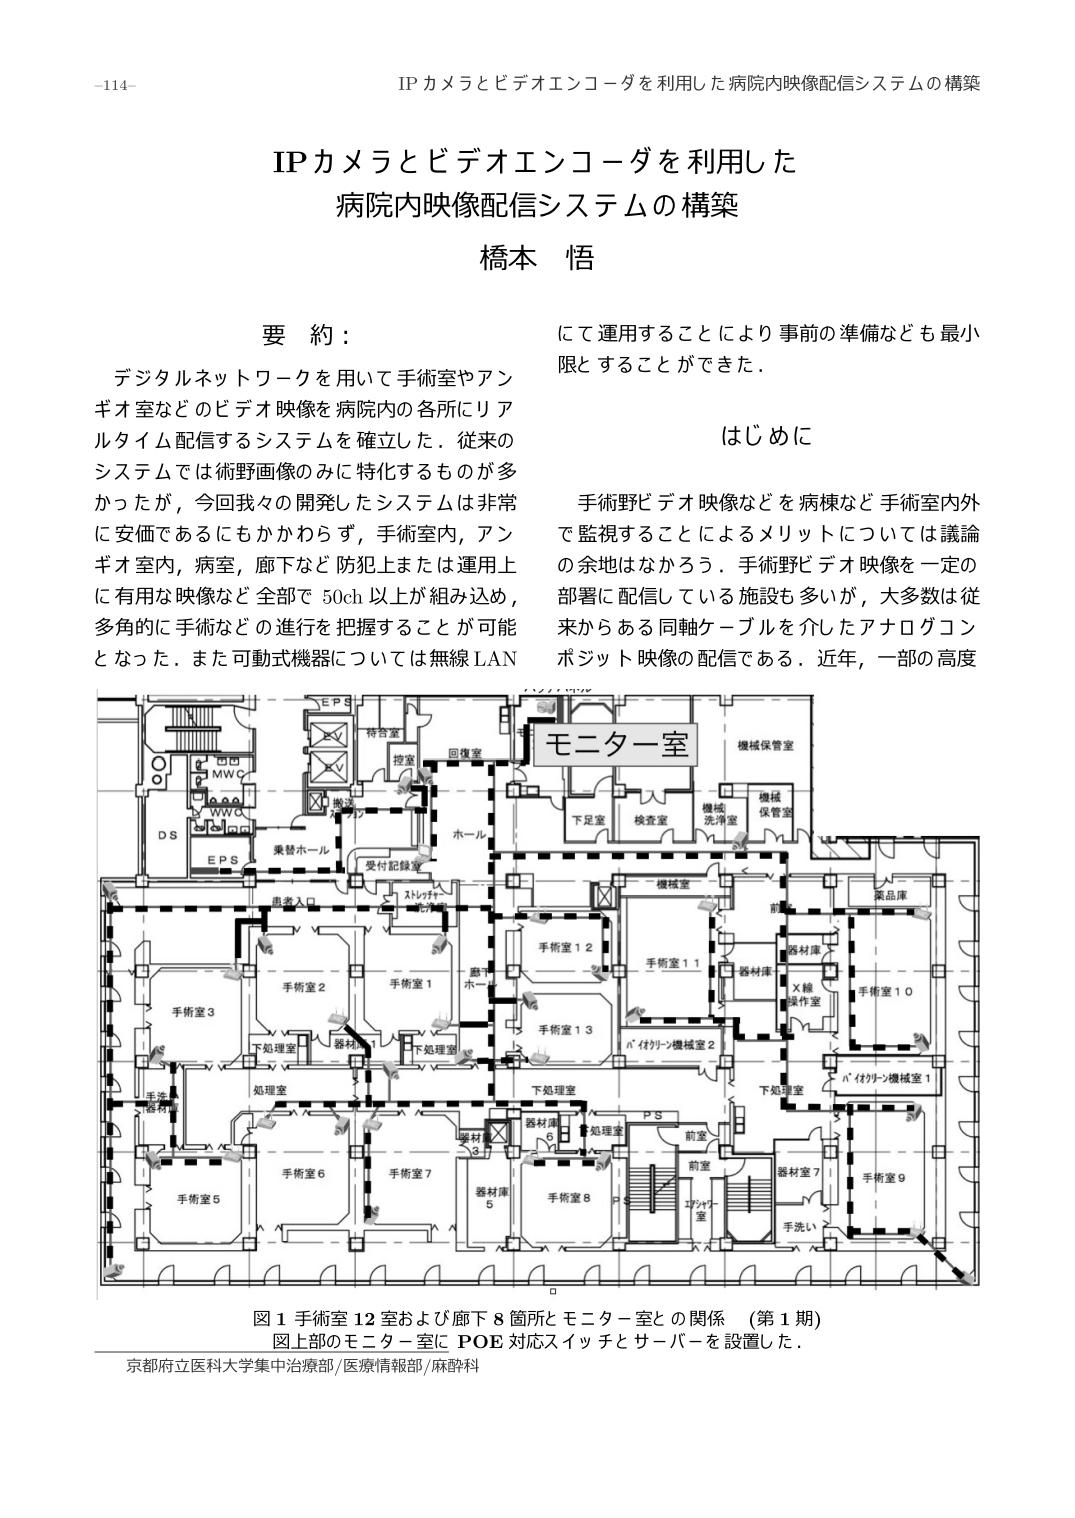 –114–
IP カメラとビデオエンコーダを利用した病院内映像配信システムの構築
IPカメラとビデオエンコーダを利用した
病院内映像配信システムの構築
橋本　悟
要　約：
デジタルネットワークを用いて手術室やアン
ギオ室などのビデオ映像を病院内の各所にリア
ルタイム配信するシステムを確立した．従来の
システムでは術野画像のみに特化するものが多
かったが，今回我々の開発したシステムは非常
に安価であるにもかかわらず，手術室内，アン
ギオ室内，病室，廊下など防犯上または運用上
に有用な映像など全部で 50ch 以上が組み込め，
多角的に手術などの進行を把握することが可能
となった．また可動式機器については無線 LAN
にて運用することにより事前の準備なども最小
限とすることができた．
はじめに
手術野ビデオ映像などを病棟など手術室内外
で監視することによるメリットについては議論
の余地はなかろう．手術野ビデオ映像を一定の
部署に配信している施設も多いが，大多数は従
来からある同軸ケーブルを介したアナログコン
ポジット映像の配信である．近年，一部の高度
EPS
EV
待合室
回復室
モニター室
機械保管室
控室
EV
MWC
搬送
機械
保管室
WWC
DS
下足室
検査室
機械
洗浄室
ホール
乗替ホール
EPS
受付記録室
機械室
ストレッチャー
薬品庫
患者入口
手術室12
器材庫
手術室11
器材庫
廊下
ホール
手術室2
手術室1
X線
操作室
手術室10
手術室3
手術室13
下処理室
器材庫1
下処理室
バイオクリーン機械室2
バイオクリーン機械室1
手洗い
器材庫
処理室
下処理室
下処理室
PS
器材庫
6
下処理室
前室
器材庫
3
手術室6
手術室7
前室
器材室7
手術室9
手術室5
器材庫
5
手術室8
PS
エアシャワー
室
手洗い
図 1 手術室 12 室および廊下 8 箇所とモニター室との関係　(第 1 期)
図上部のモニター室に POE 対応スイッチとサーバーを設置した．
京都府立医科大学集中治療部/医療情報部/麻酔科